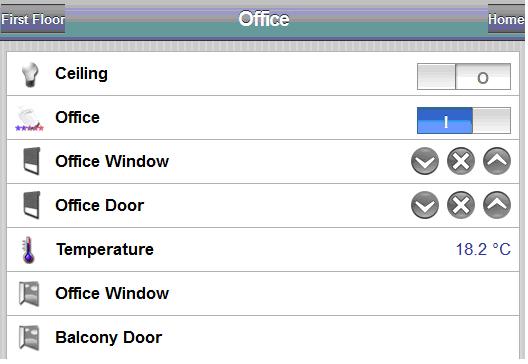 First Floor Office Home
Ceiling O
Office I
Office Window
Office Door
Temperature 18.2 °C
Office Window
Balcony Door